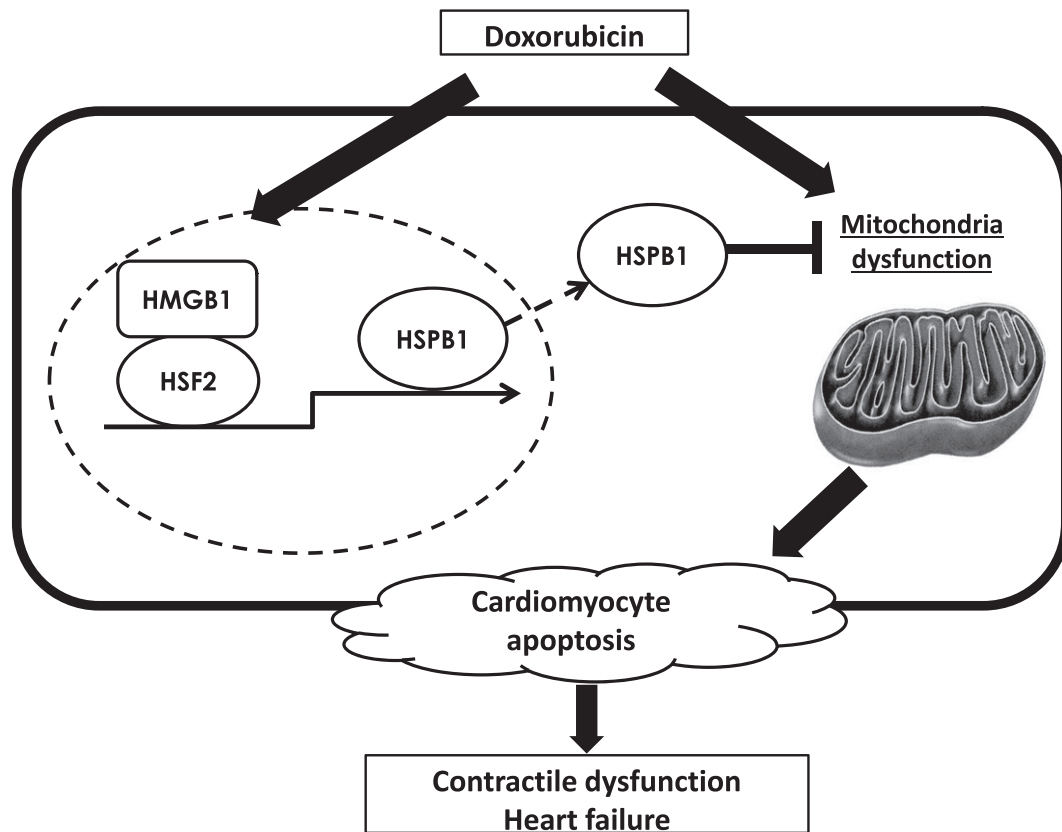 Doxorubicin
HMGB1
HSF2
HSPB1
HSPB1
Mitochondria
dysfunction
Cardiomyocyte
apoptosis
Contractile dysfunction
Heart failure